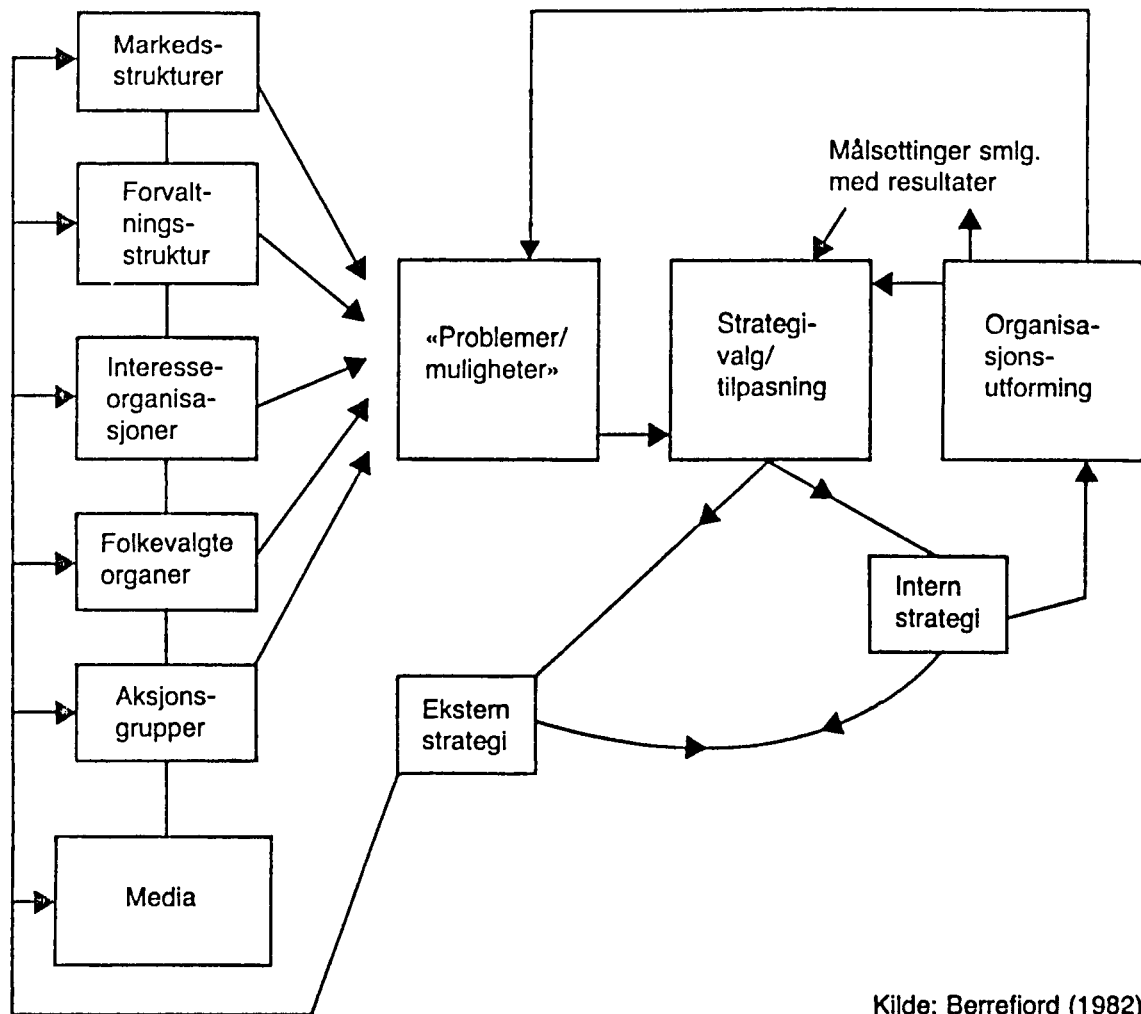 Markeds-
strukturer
Forvalt-
nings-
struktur
Interesse-
organisa-
sjoner
Folkevalgte
organer
Aksjons-
grupper
Media
«Problemer/
muligheter»
Målsettinger smlg.
med resultater
Strategi-
valg/
tilpasning
Organisa-
sjons-
utforming
Intern
strategi
Ekstern
strategi
Kilde: Berrefjord (1982)